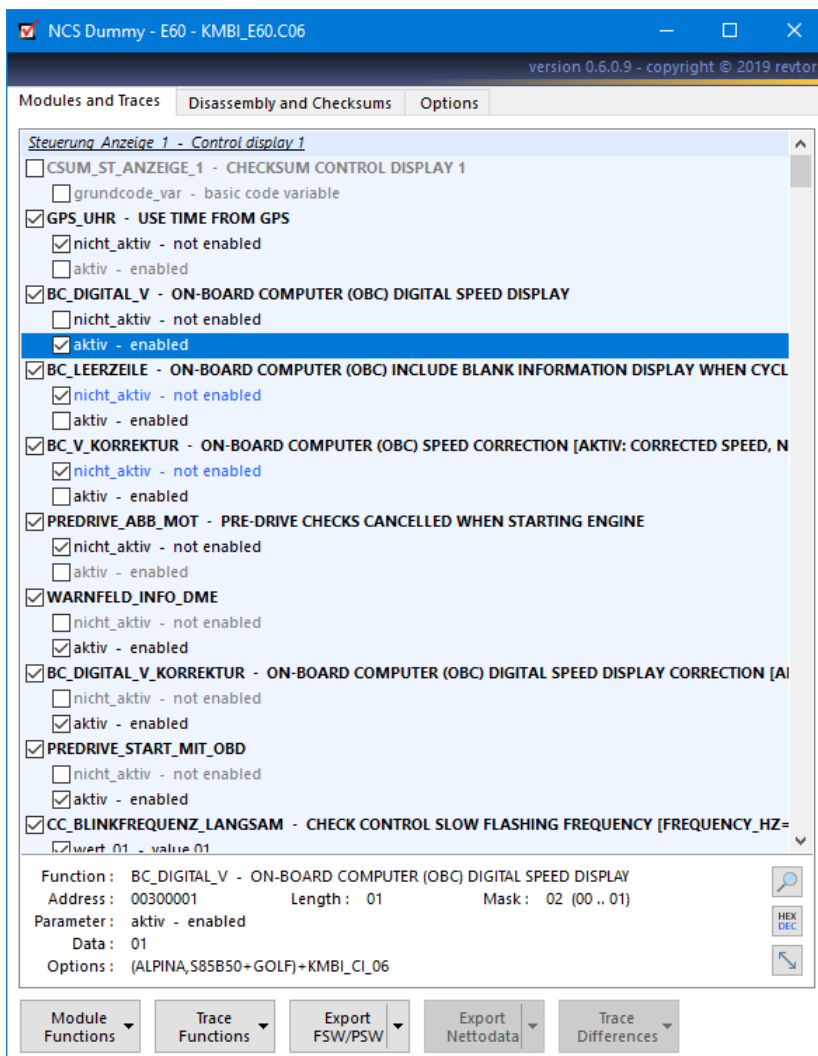 NCS Dummy - E60 - KMBI_E60.C06
version 0.6.0.9 - copyright © 2019 revtor
Modules and Traces Disassembly and Checksums Options
Steuerung Anzeige 1 - Control display 1
CSUM_ST_ANZEIGE_1 - CHECKSUM CONTROL DISPLAY 1
grundcode_var - basic code variable
GPS_UHR - USE TIME FROM GPS
nicht_aktiv - not enabled
aktiv - enabled
BC_DIGITAL_V - ON-BOARD COMPUTER (OBC) DIGITAL SPEED DISPLAY
nicht_aktiv - not enabled
aktiv - enabled
BC_LEERZEILE - ON-BOARD COMPUTER (OBC) INCLUDE BLANK INFORMATION DISPLAY WHEN CYCL
nicht_aktiv - not enabled
aktiv - enabled
BC_V_KORREKTUR - ON-BOARD COMPUTER (OBC) SPEED CORRECTION [AKTIV: CORRECTED SPEED, N
nicht_aktiv - not enabled
aktiv - enabled
PREDRIVE_ABB_MOT - PRE-DRIVE CHECKS CANCELLED WHEN STARTING ENGINE
nicht_aktiv - not enabled
aktiv - enabled
WARNFELD_INFO_DME
nicht_aktiv - not enabled
aktiv - enabled
BC_DIGITAL_V_KORREKTUR - ON-BOARD COMPUTER (OBC) DIGITAL SPEED DISPLAY CORRECTION [A
nicht_aktiv - not enabled
aktiv - enabled
PREDRIVE_START_MIT_OBD
nicht_aktiv - not enabled
aktiv - enabled
CC_BLINKFREQUENZ_LANGSAM - CHECK CONTROL SLOW FLASHING FREQUENCY [FREQUENCY_HZ=
wert_01 - value 01
Function : BC_DIGITAL_V - ON-BOARD COMPUTER (OBC) DIGITAL SPEED DISPLAY
Address : 00300001 Length : 01 Mask : 02 (00 .. 01)
Parameter : aktiv - enabled
HEX
DEC
Data : 01
Options : (ALPINA,S85B50+GOLF)+KMBI_CI_06
Module Functions Trace Functions Export FSW/PSW Export Nettodata Trace Differences